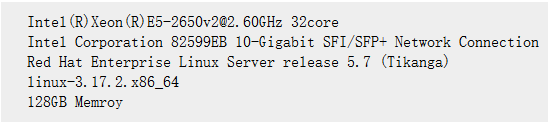 Intel(R)Xeon(R)E5-2650v2@2.60GHz 32core
Intel Corporation 82599EB 10-Gigabit SFI/SFP+ Network Connection
Red Hat Enterprise Linux Server release 5.7 (Tikanga)
linux-3.17.2.x86_64
128GB Memroy